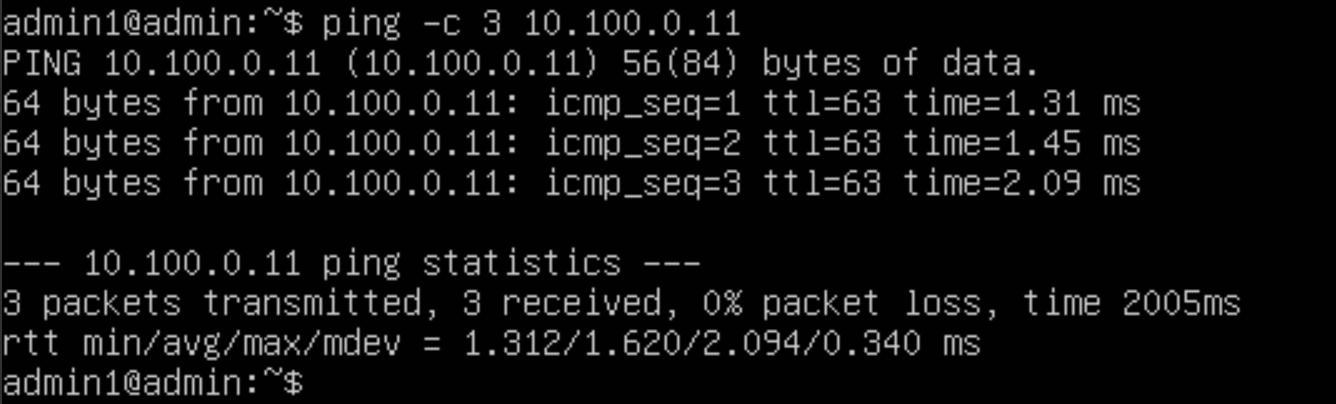 admin1@admin:~$ ping -c 3 10.100.0.11
PING 10.100.0.11 (10.100.0.11) 56(84) bytes of data.
64 bytes from 10.100.0.11: icmp_seq=1 ttl=63 time=1.31 ms
64 bytes from 10.100.0.11: icmp_seq=2 ttl=63 time=1.45 ms
64 bytes from 10.100.0.11: icmp_seq=3 ttl=63 time=2.09 ms

--- 10.100.0.11 ping statistics ---
3 packets transmitted, 3 received, 0% packet loss, time 2005ms
rtt min/avg/max/mdev = 1.312/1.620/2.094/0.340 ms
admin1@admin:~$